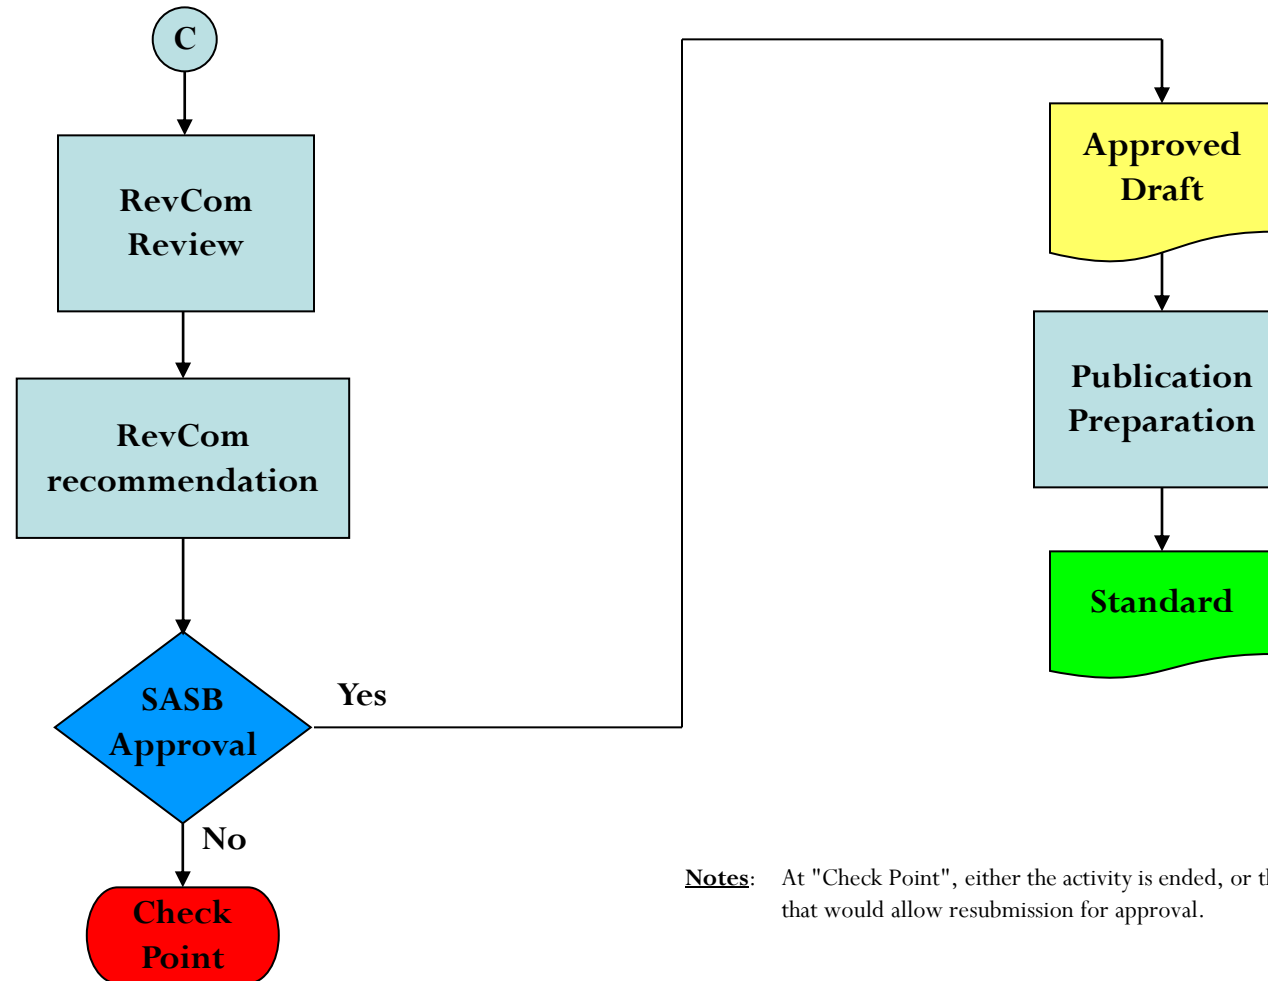 C
RevCom
Review
RevCom
recommendation
SASB
Approval
Yes
No
Check
Point
Approved
Draft
Publication
Preparation
Standard
Notes: At "Check Point", either the activity is ended, or
that would allow resubmission for approval.